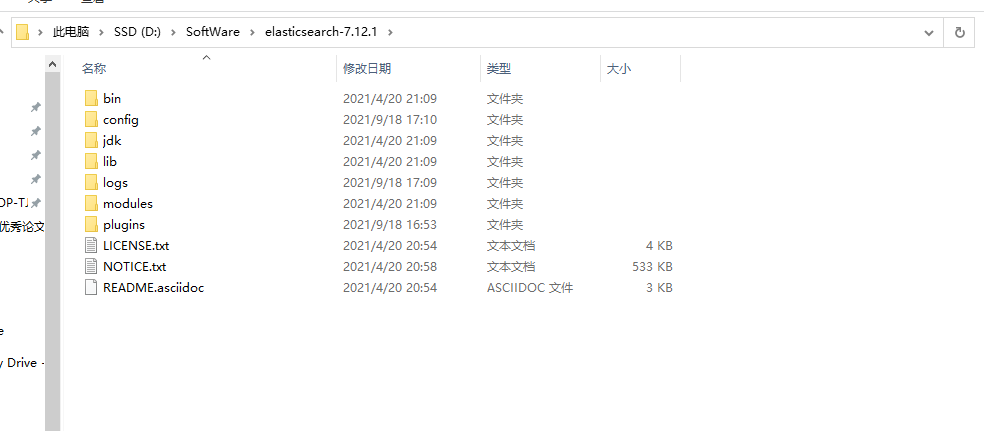 此电脑 › SSD (D:) › SoftWare › elasticsearch-7.12.1 ›
名称 修改日期 类型 大小
bin 2021/4/20 21:09 文件夹
config 2021/9/18 17:10 文件夹
jdk 2021/4/20 21:09 文件夹
lib 2021/4/20 21:09 文件夹
logs 2021/9/18 17:09 文件夹
modules 2021/4/20 21:09 文件夹
OP-TJ
plugins 2021/9/18 16:53 文件夹
优秀论文
LICENSE.txt 2021/4/20 20:54 文本文档 4 KB
NOTICE.txt 2021/4/20 20:58 文本文档 533 KB
README.asciidoc 2021/4/20 20:54 ASCIIDOC 文件 3 KB
e
y Drive -